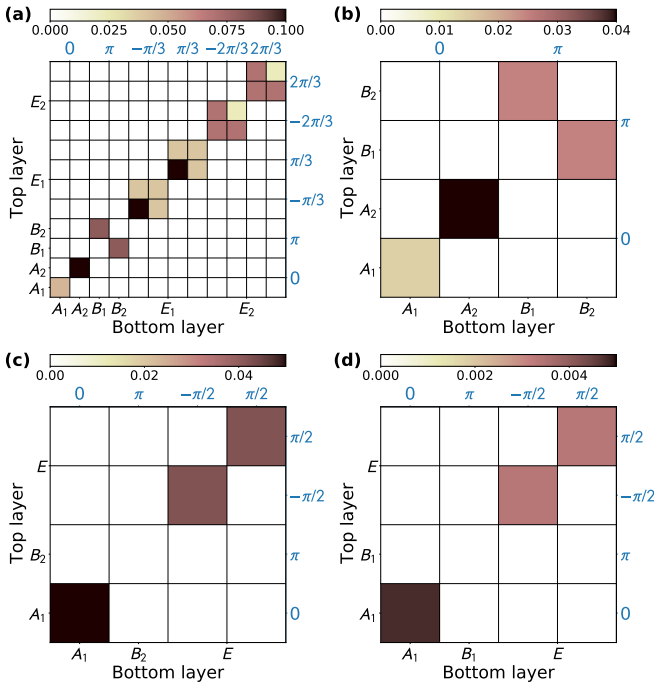 (a)
0.000 0.025 0.050 0.075 0.100
0 π −π/3 π/3 −2π/3 2π/3
Top layer
E₂
E₁
B₂
B₁
A₂
A₁
2π/3
−2π/3
π/3
−π/3
π
0
A₁ A₂ B₁ B₂ E₁ E₂
Bottom layer
(b)
0.00 0.01 0.02 0.03 0.04
0 π
Top layer
B₂
B₁
A₂
A₁
π
0
A₁ A₂ B₁ B₂
Bottom layer
(c)
0.00 0.02 0.04
0 π −π/2 π/2
Top layer
E
B₂
A₁
π/2
−π/2
π
0
A₁ B₂ E
Bottom layer
(d)
0.000 0.002 0.004
0 π −π/2 π/2
Top layer
E
B₁
A₁
π/2
−π/2
π
0
A₁ B₁ E
Bottom layer